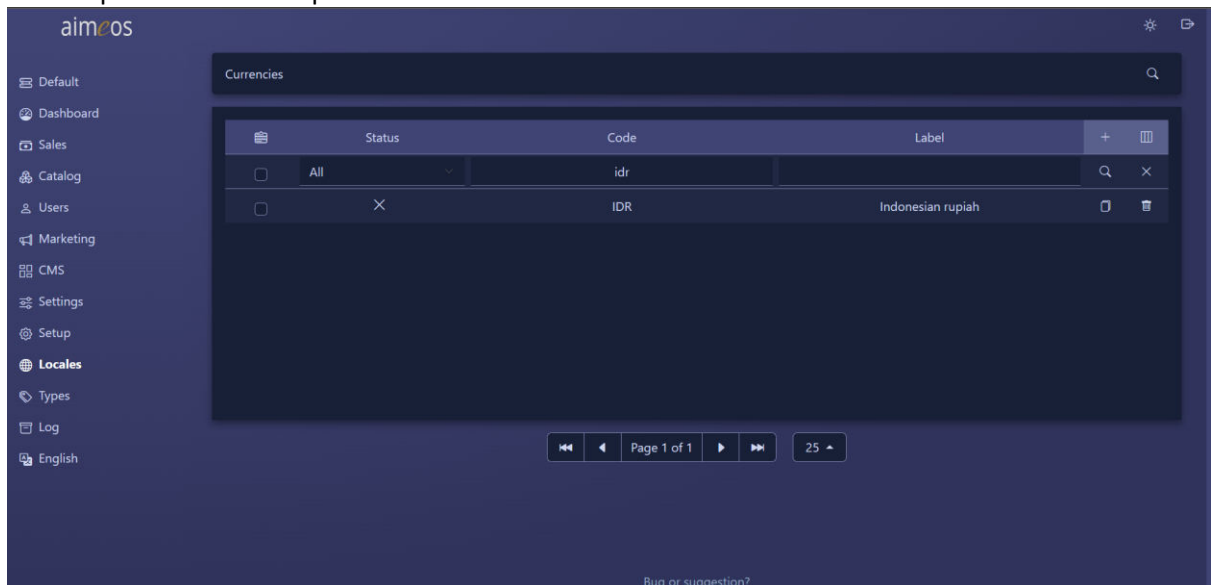 aimeos
Default
Dashboard
Sales
Catalog
Users
Marketing
CMS
Settings
Setup
Locales
Types
Log
English
Currencies
Status Code Label
All idr
IDR Indonesian rupiah
Page 1 of 1 25
Bug or suggestion?